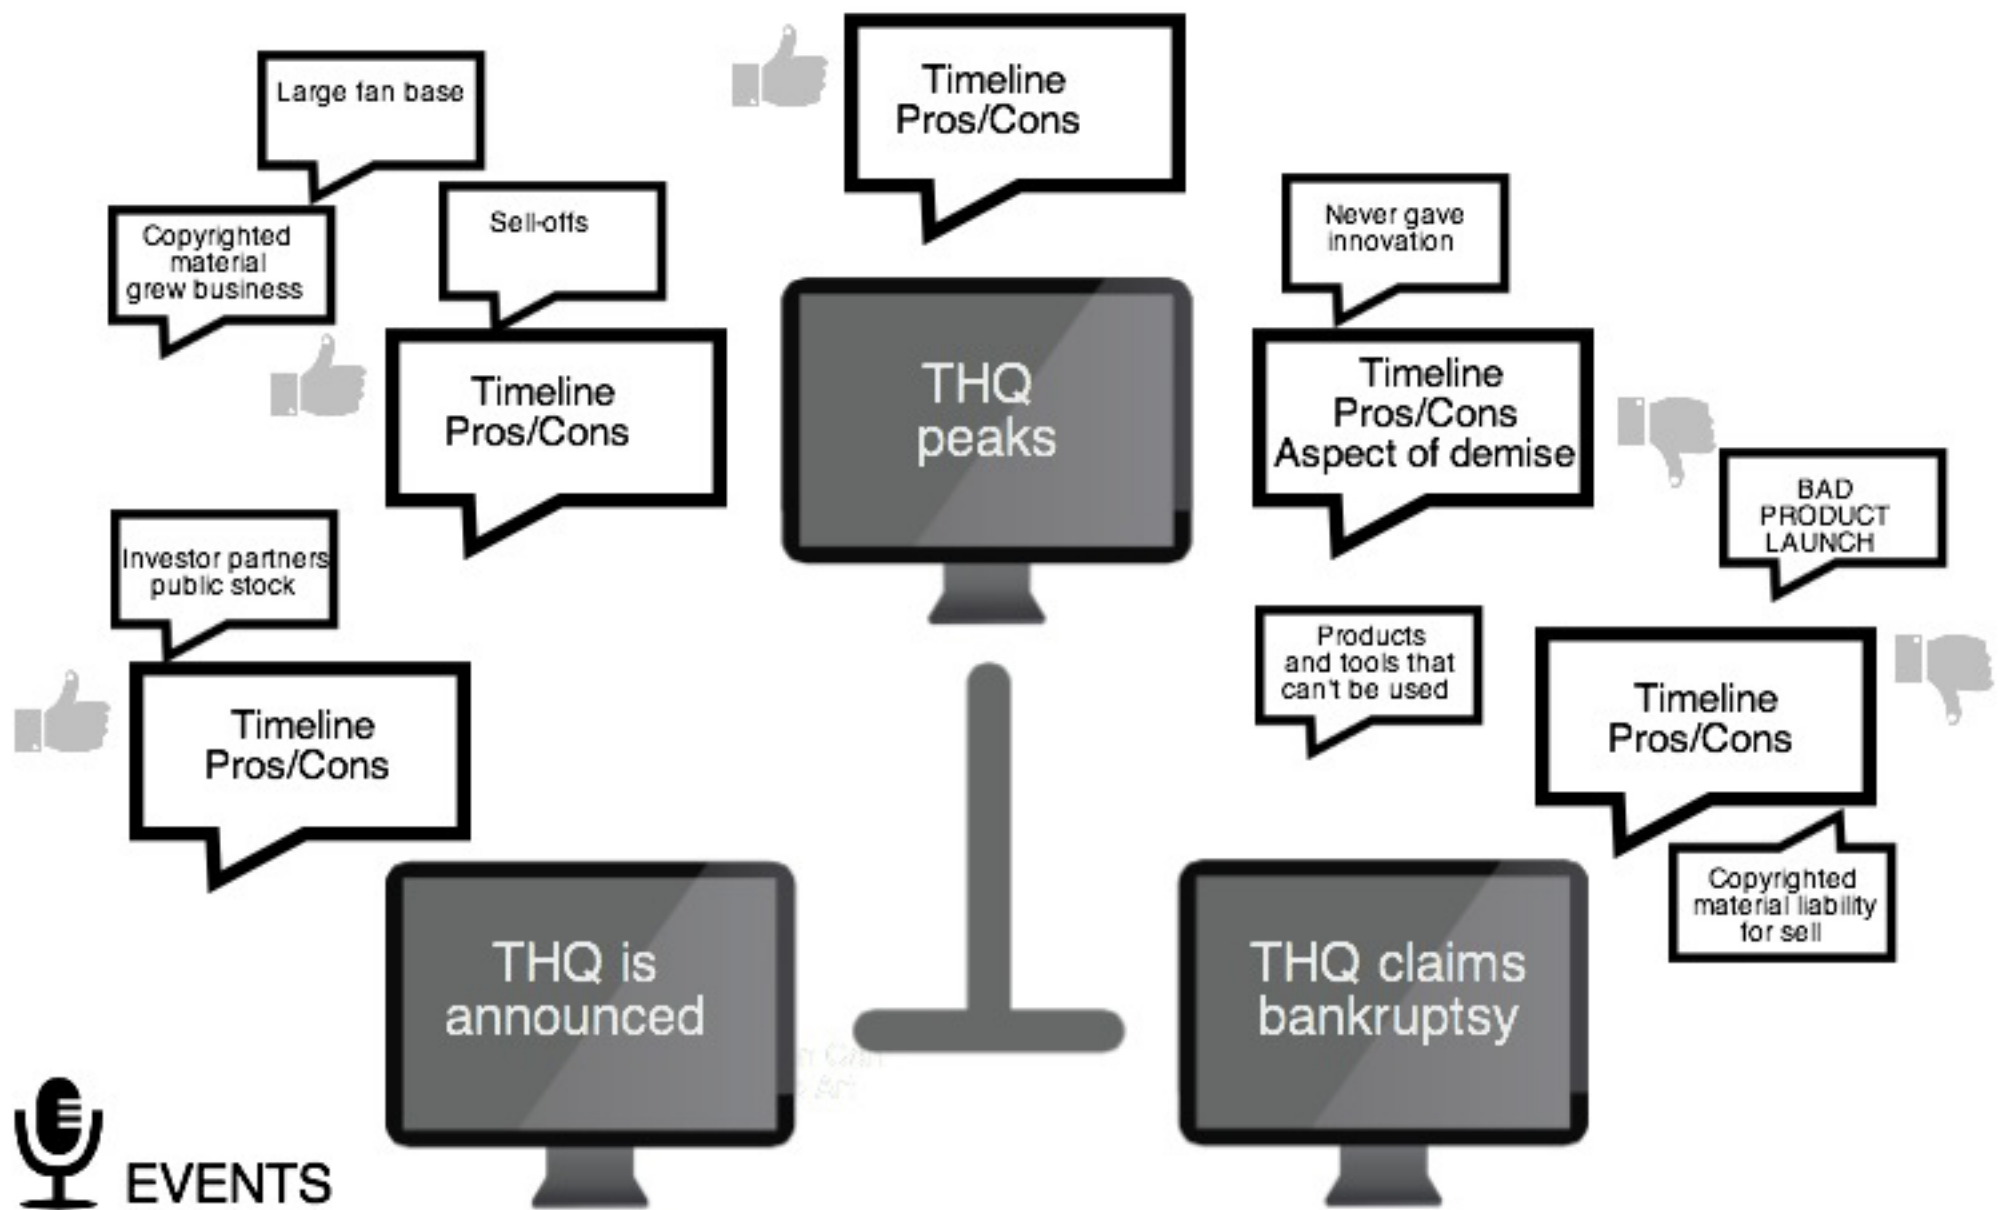 Large fan base
Timeline
Pros/Cons
Copyrighted
material
grew business
Sell-offs
Never gave
innovation
Timeline
Pros/Cons
THQ
peaks
Timeline
Pros/Cons
Aspect of demise
BAD
PRODUCT
LAUNCH
Investor partners
public stock
Products
and tools that
can't be used
Timeline
Pros/Cons
Timeline
Pros/Cons
Copyrighted
material liability
for sell
THQ is
announced
THQ claims
bankruptsy
EVENTS